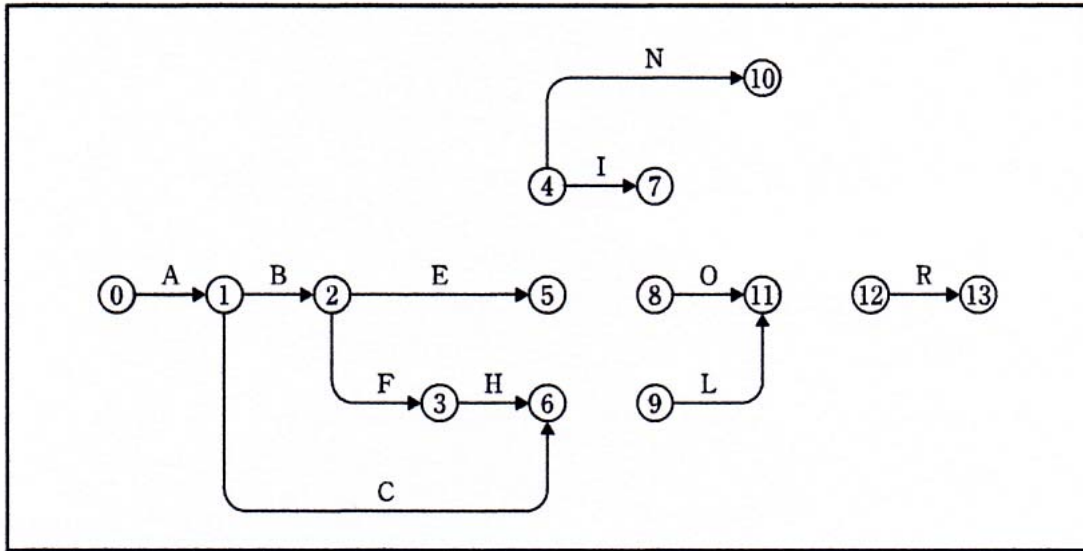 N
⑩
④ I ⑦
⓪ A ① B ② E ⑤ ⑧ O ⑪ ⑫ R ⑬
F ③ H ⑥ ⑨ L
C